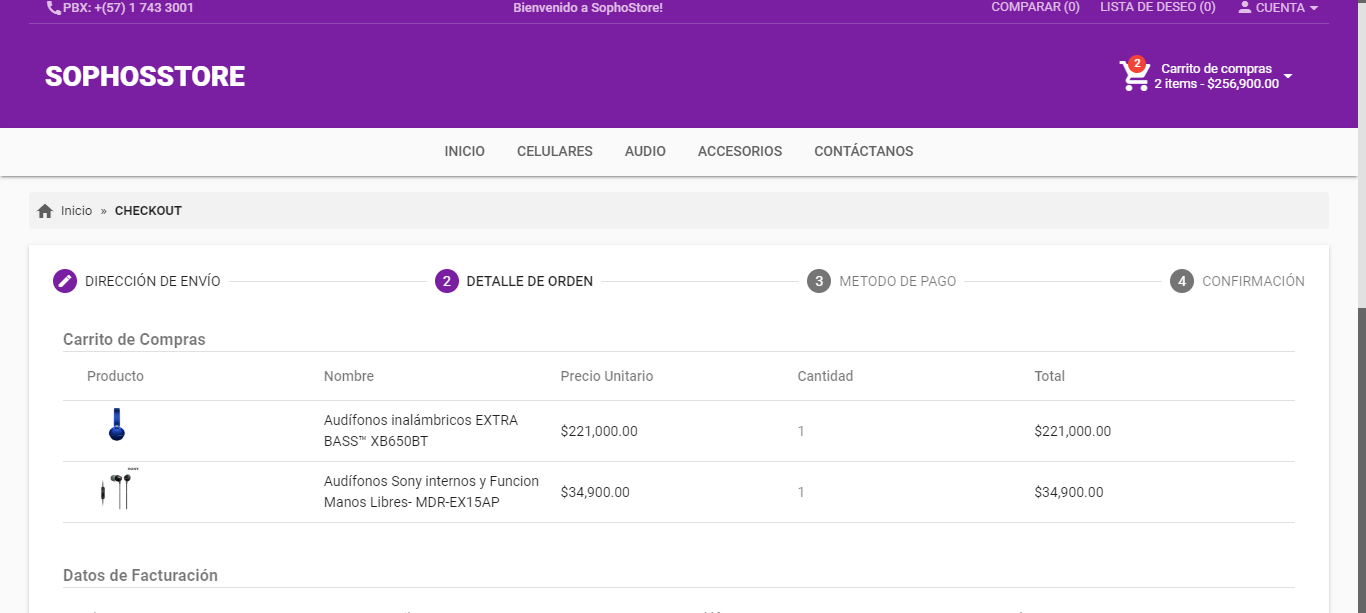 PBX: +(57) 1 743 3001 Bienvenido a SophoStore! COMPARAR (0) LISTA DE DESEO (0) CUENTA
SOPHOSSTORE
2
Carrito de compras
2 items - $256,900.00
INICIO CELULARES AUDIO ACCESORIOS CONTÁCTANOS
Inicio » CHECKOUT
DIRECCIÓN DE ENVÍO 2 DETALLE DE ORDEN 3 METODO DE PAGO 4 CONFIRMACIÓN
Carrito de Compras
Producto Nombre Precio Unitario Cantidad Total
Audífonos inalámbricos EXTRA
BASS™ XB650BT
$221,000.00 1 $221,000.00
SONY
Audífonos Sony internos y Funcion
Manos Libres- MDR-EX15AP
$34,900.00 1 $34,900.00
Datos de Facturación